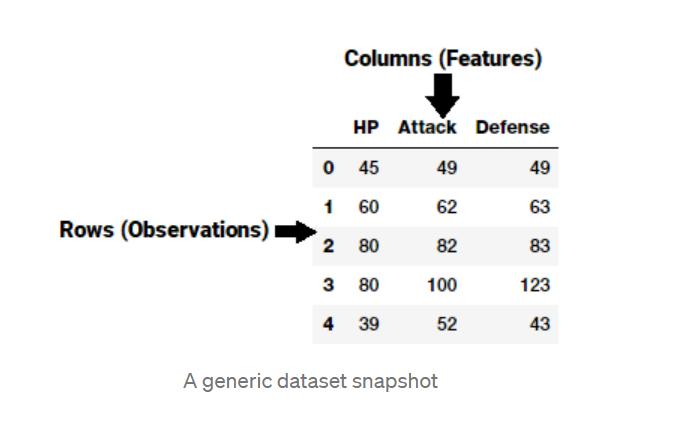 Columns (Features)
HP Attack Defense
0 45 49 49
1 60 62 63
Rows (Observations)
2 80 82 83
3 80 100 123
4 39 52 43
A generic dataset snapshot